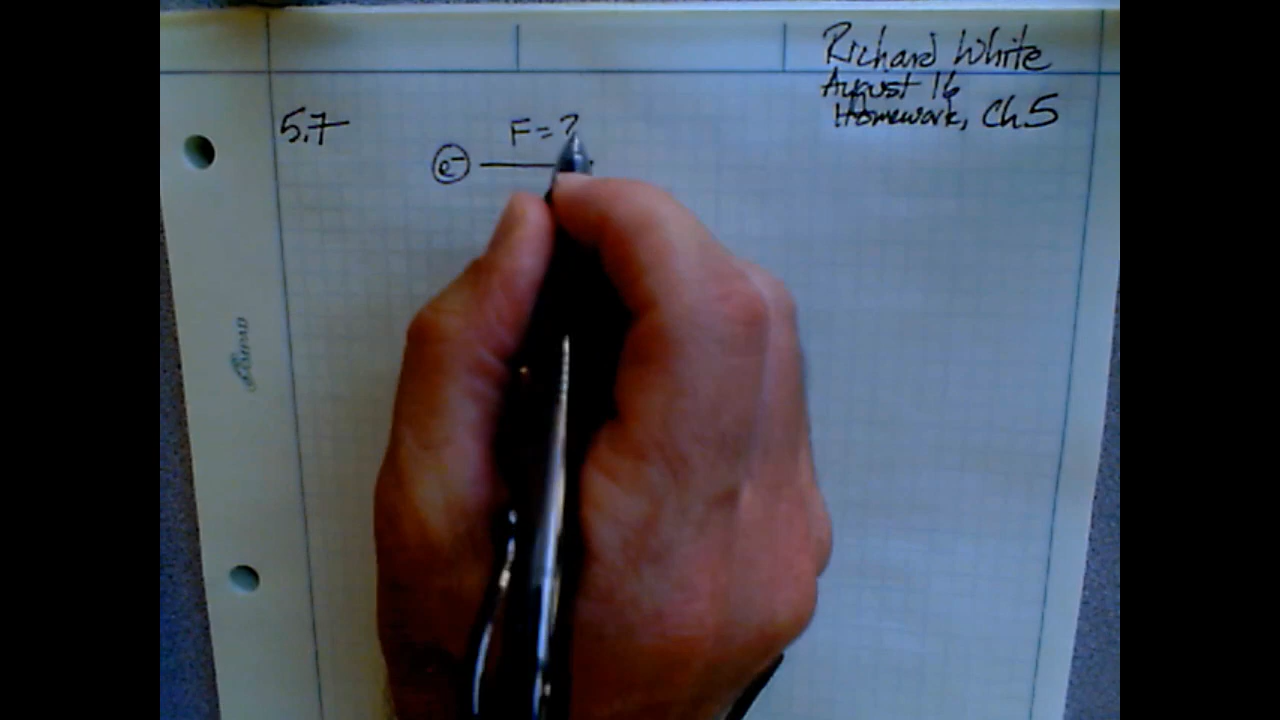 Richard White
August 16
Homework, Ch.5
5.7
F=?
e-